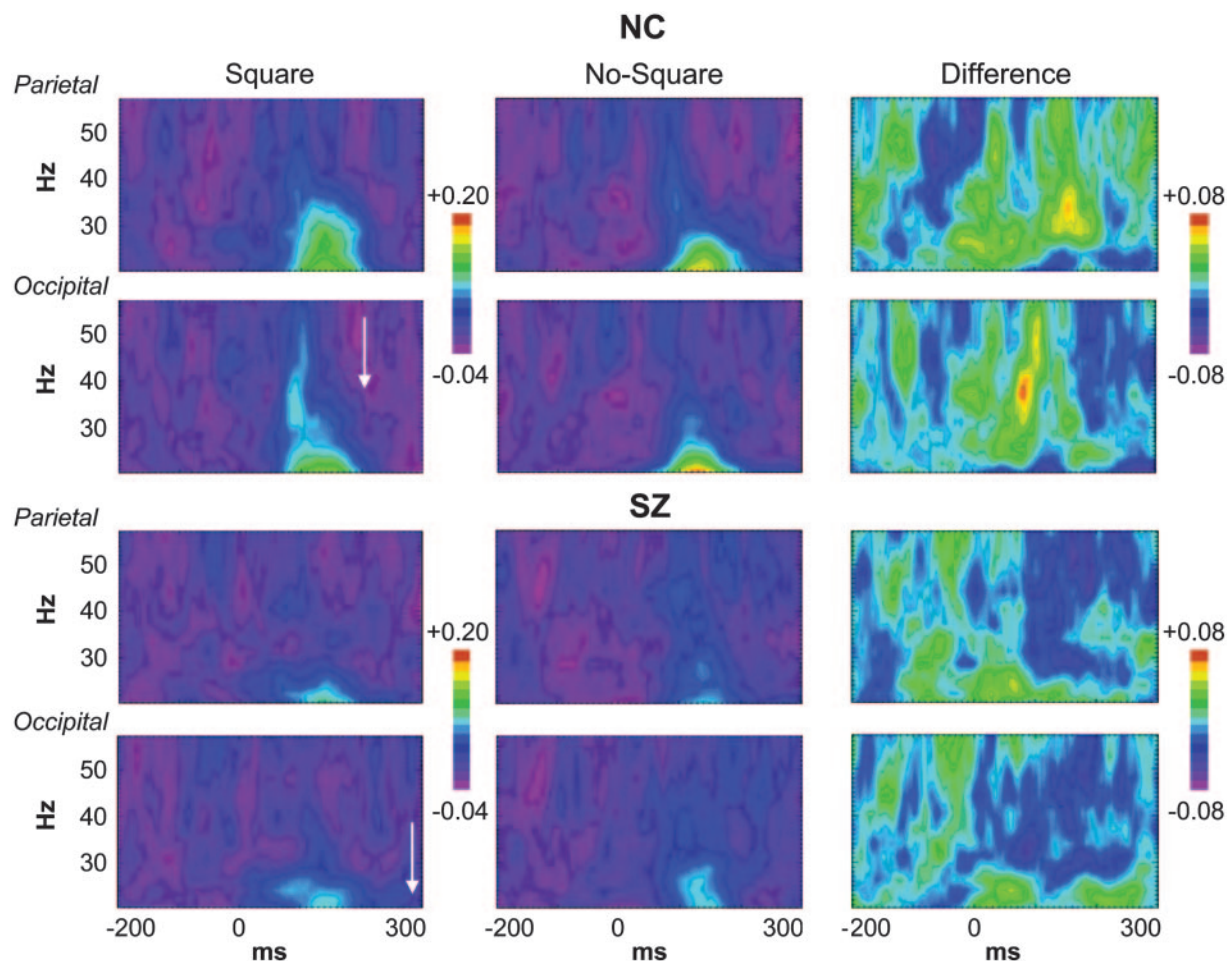 NC
Square No-Square Difference
Parietal
50
40
30
Hz
+0.20
-0.04
+0.08
-0.08
Occipital
50
40
30
Hz
SZ
Parietal
50
40
30
Hz
+0.20
-0.04
+0.08
-0.08
Occipital
50
40
30
Hz
-200 0 300 -200 0 300 -200 0 300
ms ms ms